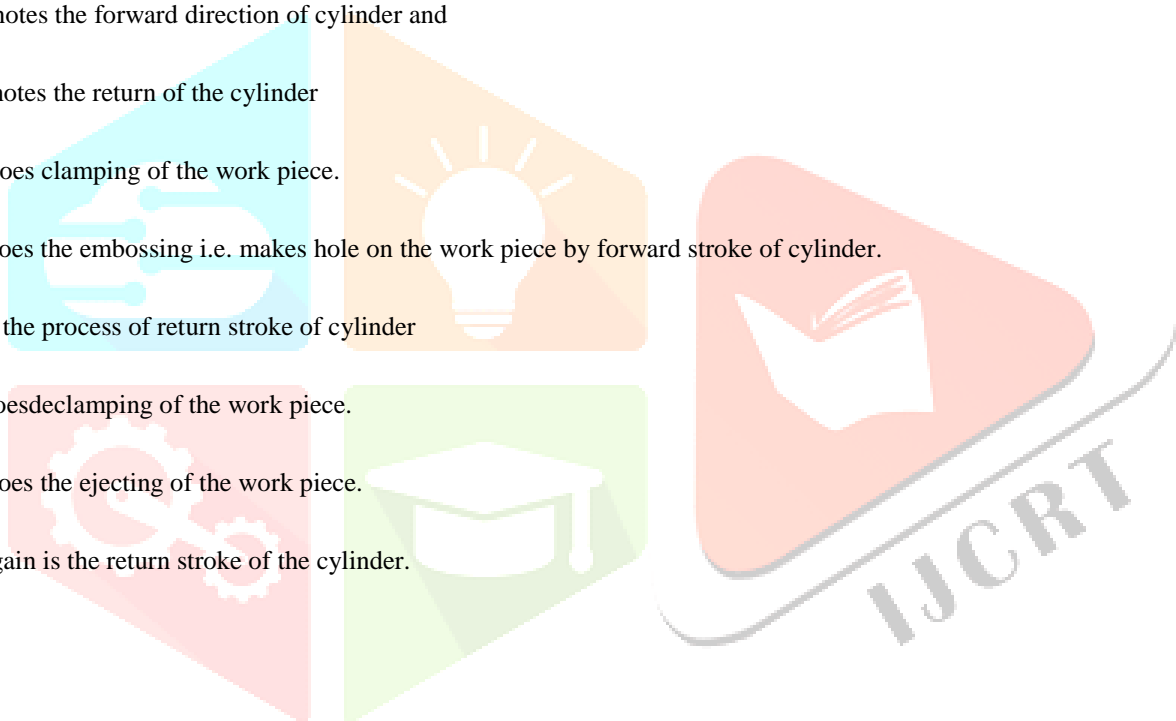 notes the forward direction of cylinder and
notes the return of the cylinder
oes clamping of the work piece.
oes the embossing i.e. makes hole on the work piece by forward stroke of cylinder.
the process of return stroke of cylinder
oesdeclamping of the work piece.
oes the ejecting of the work piece.
gain is the return stroke of the cylinder.
IJCRT